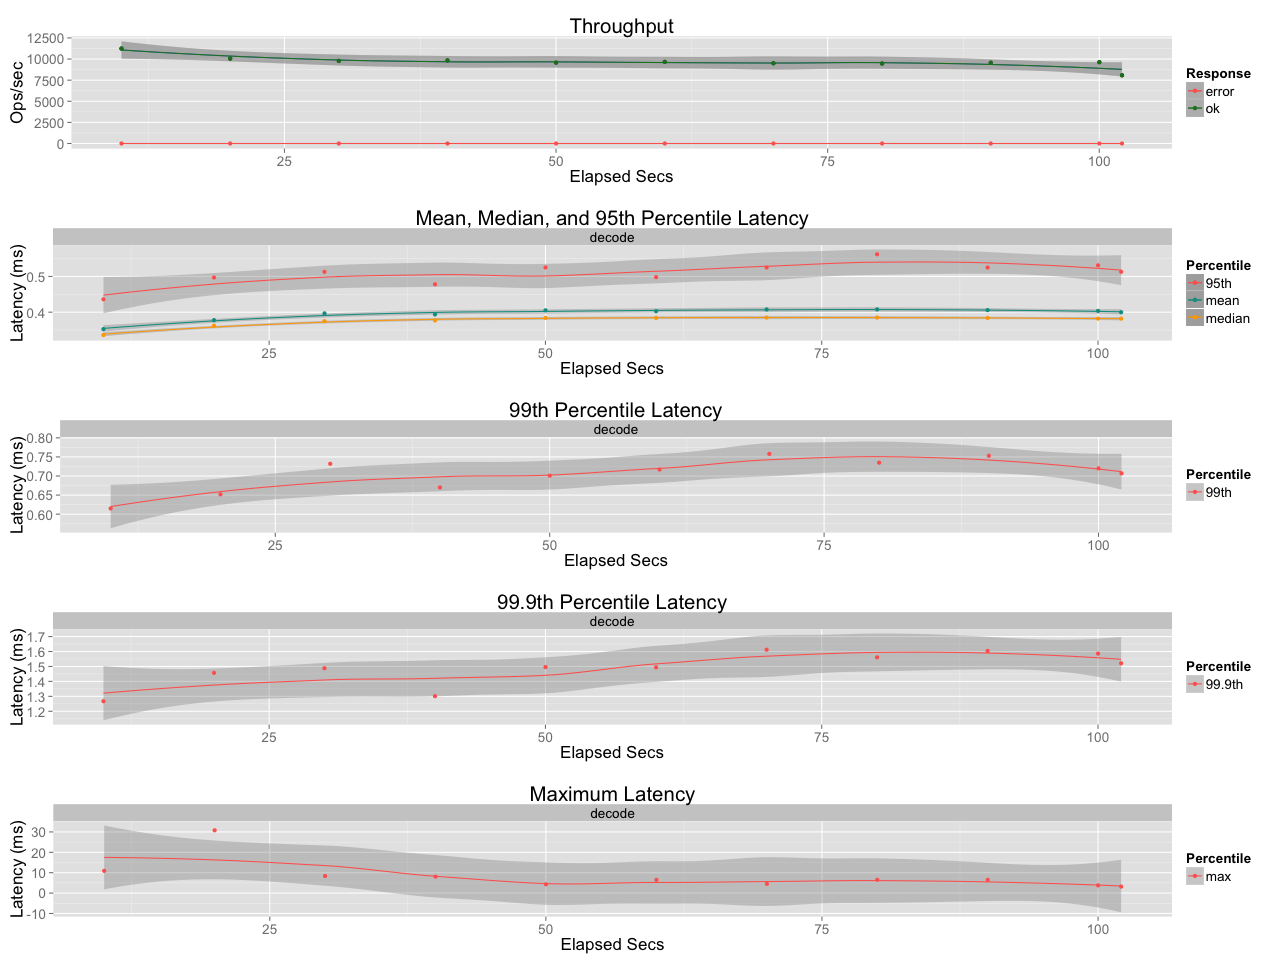 Throughput
Ops/sec
12500
10000
7500
5000
2500
0
25 50 75 100
Elapsed Secs
Response
error
ok
Mean, Median, and 95th Percentile Latency
decode
Latency (ms)
0.5
0.4
25 50 75 100
Elapsed Secs
Percentile
95th
mean
median
99th Percentile Latency
decode
Latency (ms)
0.80
0.75
0.70
0.65
0.60
25 50 75 100
Elapsed Secs
Percentile
99th
99.9th Percentile Latency
decode
Latency (ms)
1.7
1.6
1.5
1.4
1.3
1.2
25 50 75 100
Elapsed Secs
Percentile
99.9th
Maximum Latency
decode
Latency (ms)
30
20
10
0
-10
25 50 75 100
Elapsed Secs
Percentile
max